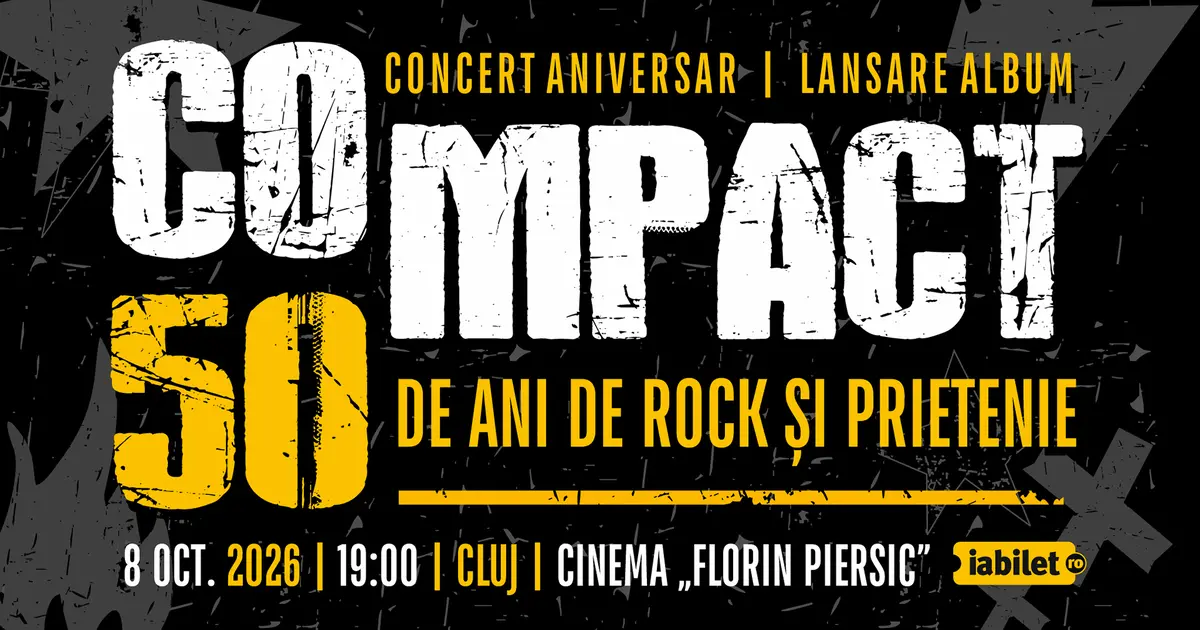 CONCERT ANIVERSAR | LANSARE ALBUM
COMPACT
50
DE ANI DE ROCK ȘI PRIETENIE
8 OCT. 2026 | 19:00 | CLUJ | CINEMA „FLORIN PIERSIC”
iabilet ro